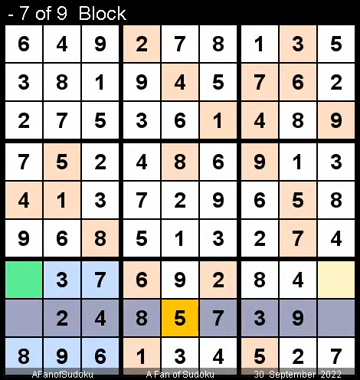 - 7 of 9 Block
6 4 9 2 7 8 1 3 5
3 8 1 9 4 5 7 6 2
2 7 5 3 6 1 4 8 9
7 5 2 4 8 6 9 1 3
4 1 3 7 2 9 6 5 8
9 6 8 5 1 3 2 7 4
3 7 6 9 2 8 4
2 4 8 5 7 3 9
8 9 6 1 3 4 5 2 7
AFanofSudoku A Fan of Sudoku 30 September 2022